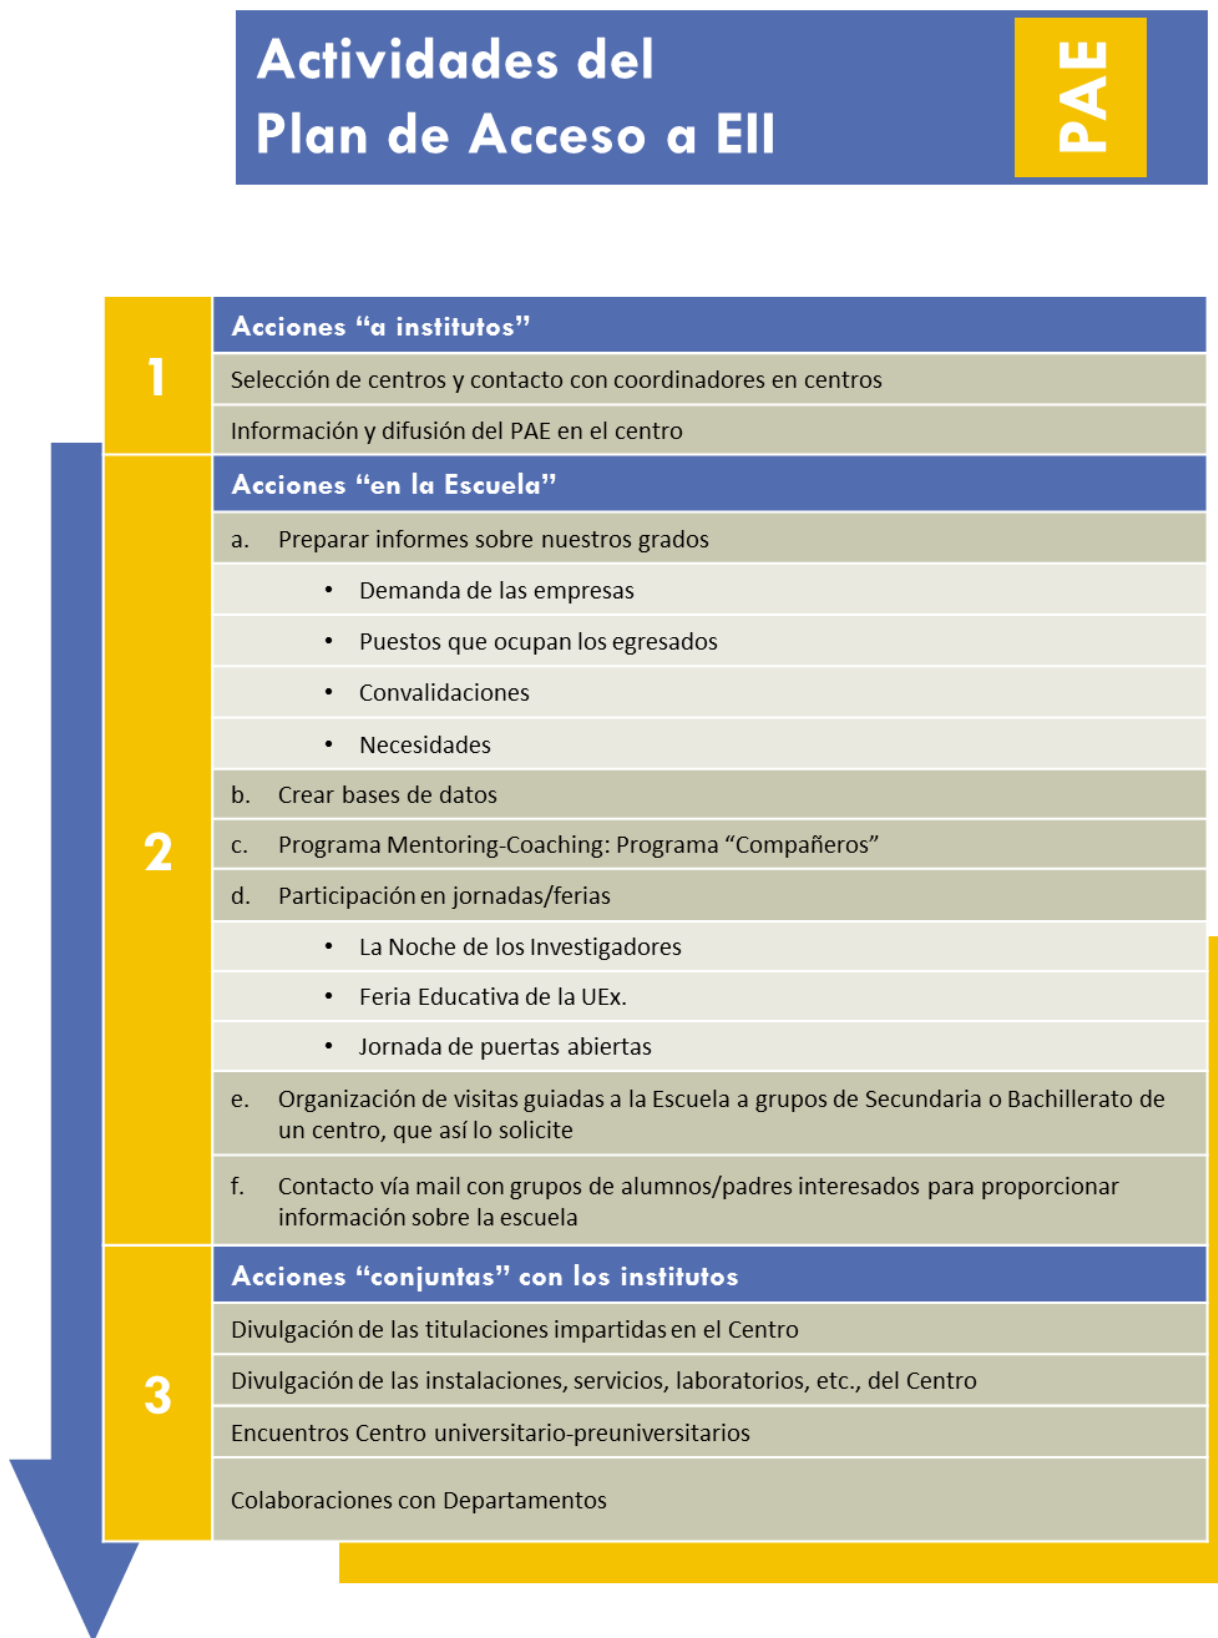 Actividades del
Plan de Acceso a EII
PAE
1
Acciones “a institutos”
Selección de centros y contacto con coordinadores en centros
Información y difusión del PAE en el centro
2
Acciones “en la Escuela”
a. Preparar informes sobre nuestros grados
• Demanda de las empresas
• Puestos que ocupan los egresados
• Convalidaciones
• Necesidades
b. Crear bases de datos
c. Programa Mentoring-Coaching: Programa “Compañeros”
d. Participación en jornadas/ferias
• La Noche de los Investigadores
• Feria Educativa de la UEx.
• Jornada de puertas abiertas
e. Organización de visitas guiadas a la Escuela a grupos de Secundaria o Bachillerato de
un centro, que así lo solicite
f. Contacto vía mail con grupos de alumnos/padres interesados para proporcionar
información sobre la escuela
3
Acciones “conjuntas” con los institutos
Divulgación de las titulaciones impartidas en el Centro
Divulgación de las instalaciones, servicios, laboratorios, etc., del Centro
Encuentros Centro universitario-preuniversitarios
Colaboraciones con Departamentos